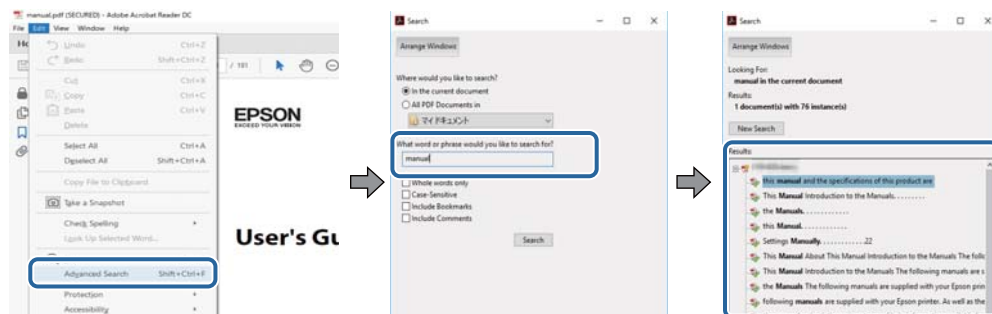 manual.pdf (SECURED) - Adobe Acrobat Reader DC
File Edit View Window Help
Undo Ctrl+Z
Redo Shift+Ctrl+Z
Cut Ctrl+X
Copy Ctrl+C
Paste Ctrl+V
Delete
Select All Ctrl+A
Deselect All Shift+Ctrl+A
Copy File to Clipboard
Take a Snapshot
Check Spelling
Look Up Selected Word...
Advanced Search Shift+Ctrl+F
Protection
Accessibility
/ 181
EPSON
EXCEED YOUR VISION
User's Gu
Search
Arrange Windows
Where would you like to search?
In the current document
All PDF Documents in
マイ ドキュメント
What word or phrase would you like to search for?
manual
Whole words only
Case-Sensitive
Include Bookmarks
Include Comments
Search
Search
Arrange Windows
Looking For:
manual in the current document
Results:
1 document(s) with 76 instance(s)
New Search
Results:
this manual and the specifications of this product are
This Manual Introduction to the Manuals.........
the Manuals.............
this Manual.............
Settings Manually.............22
This Manual About This Manual Introduction to the Manuals The follo
This Manual Introduction to the Manuals The following manuals are s
the Manuals The following manuals are supplied with your Epson prin
following manuals are supplied with your Epson printer. As well as the